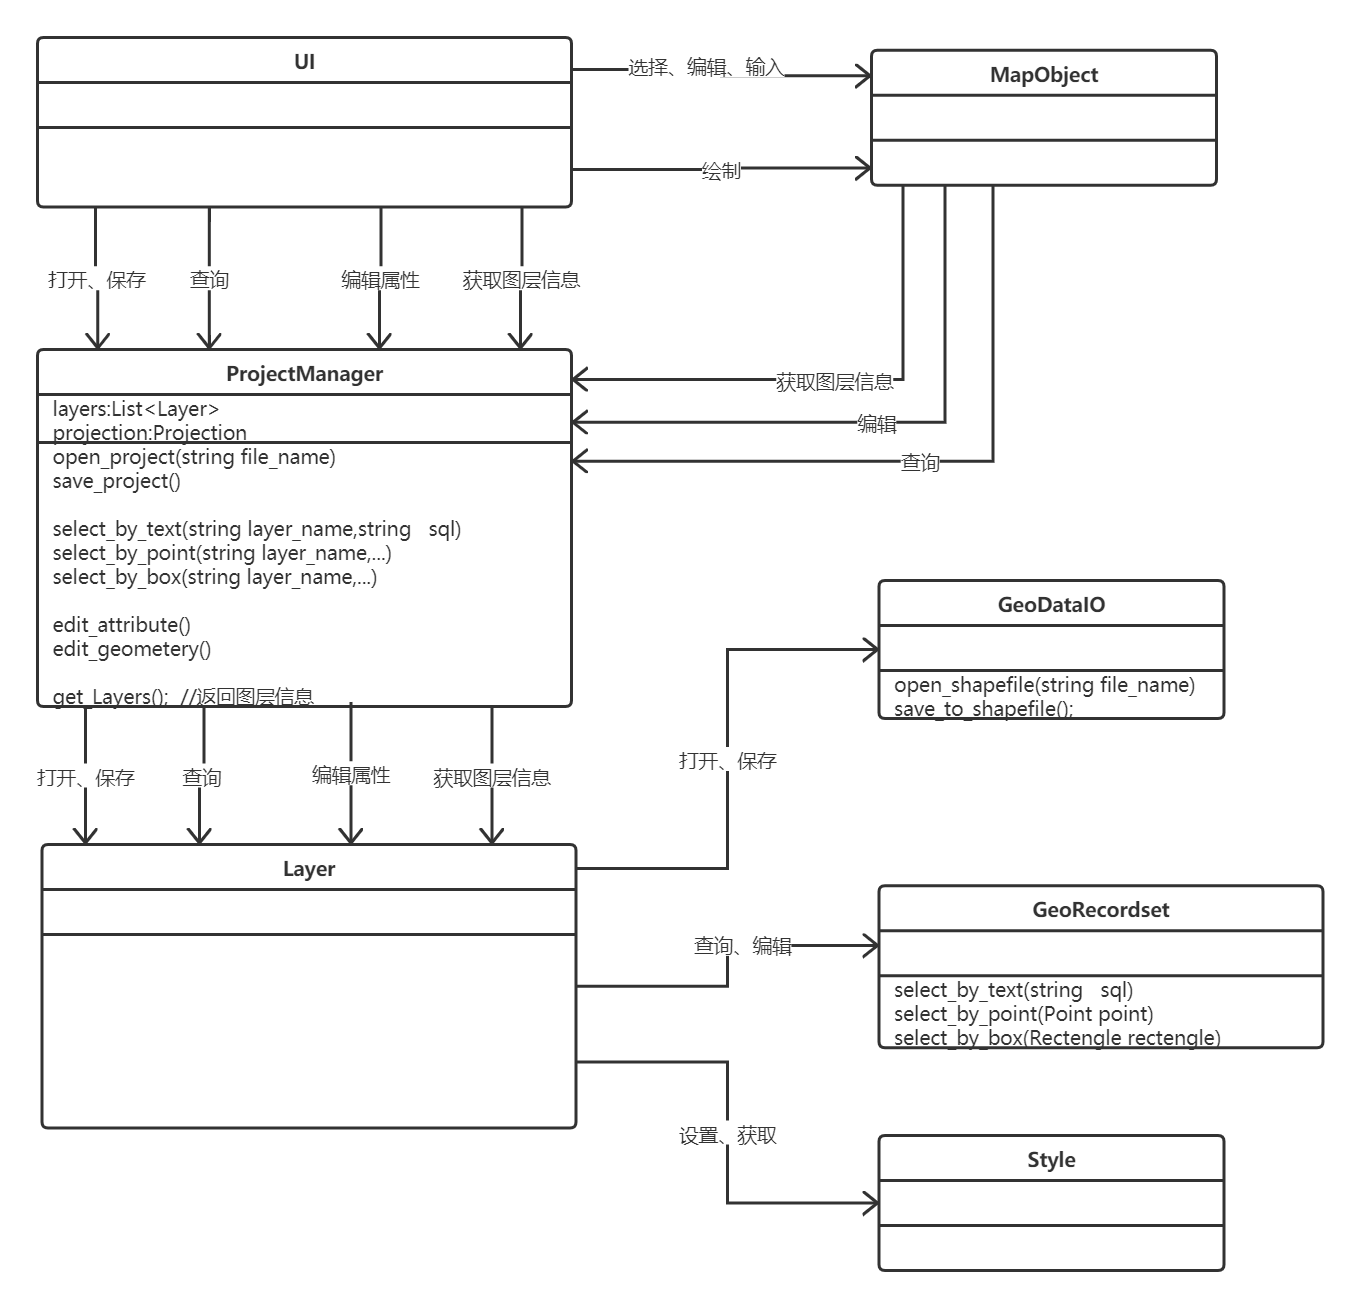 UI
选择、编辑、输入
MapObject
绘制
打开、保存
查询
编辑属性
获取图层信息
ProjectManager
layers:List<Layer>
projection:Projection
open_project(string file_name)
save_project()
select_by_text(string layer_name,string   sql)
select_by_point(string layer_name,...)
select_by_box(string layer_name,...)
edit_attribute()
edit_geometery()
get_Layers();  //返回图层信息
获取图层信息
编辑
查询
GeoDataIO
open_shapefile(string file_name)
save_to_shapefile();
打开、保存
查询
编辑属性
获取图层信息
打开、保存
Layer
GeoRecordset
select_by_text(string   sql)
select_by_point(Point point)
select_by_box(Rectengle rectengle)
查询、编辑
设置、获取
Style